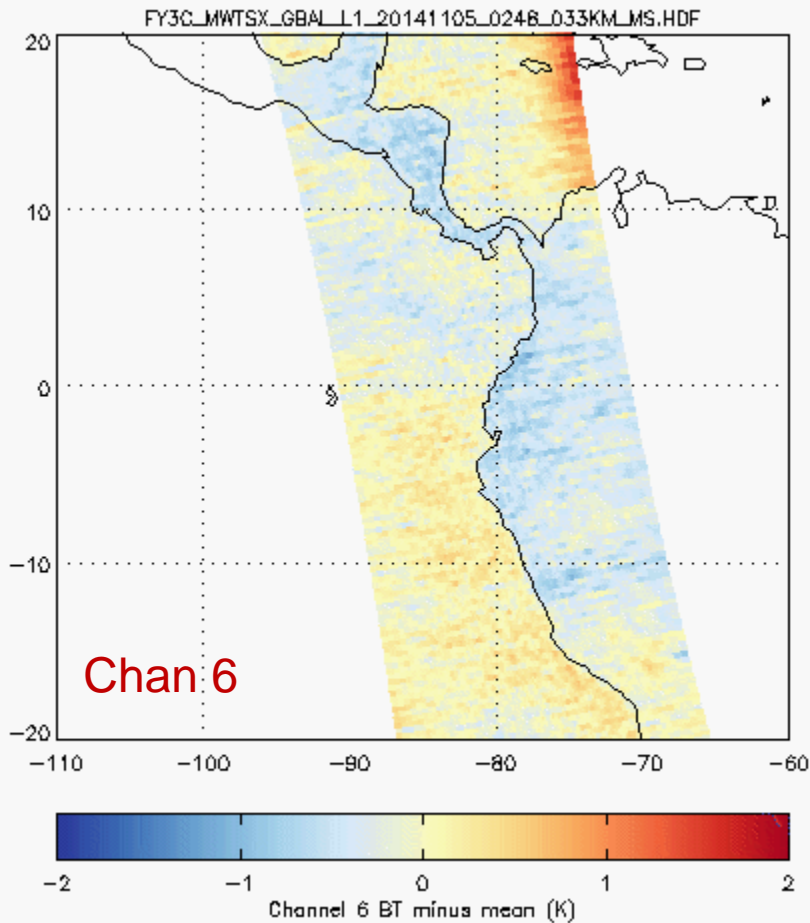 FY3C_MWTSX_GBAL_L1_20141105_0246_033KM_MS.HDF
20
10
0
−10
−20
Chan 6
−110 −100 −90 −80 −70 −60
−2 −1 0 1 2
Channel 6 BT minus mean (K)